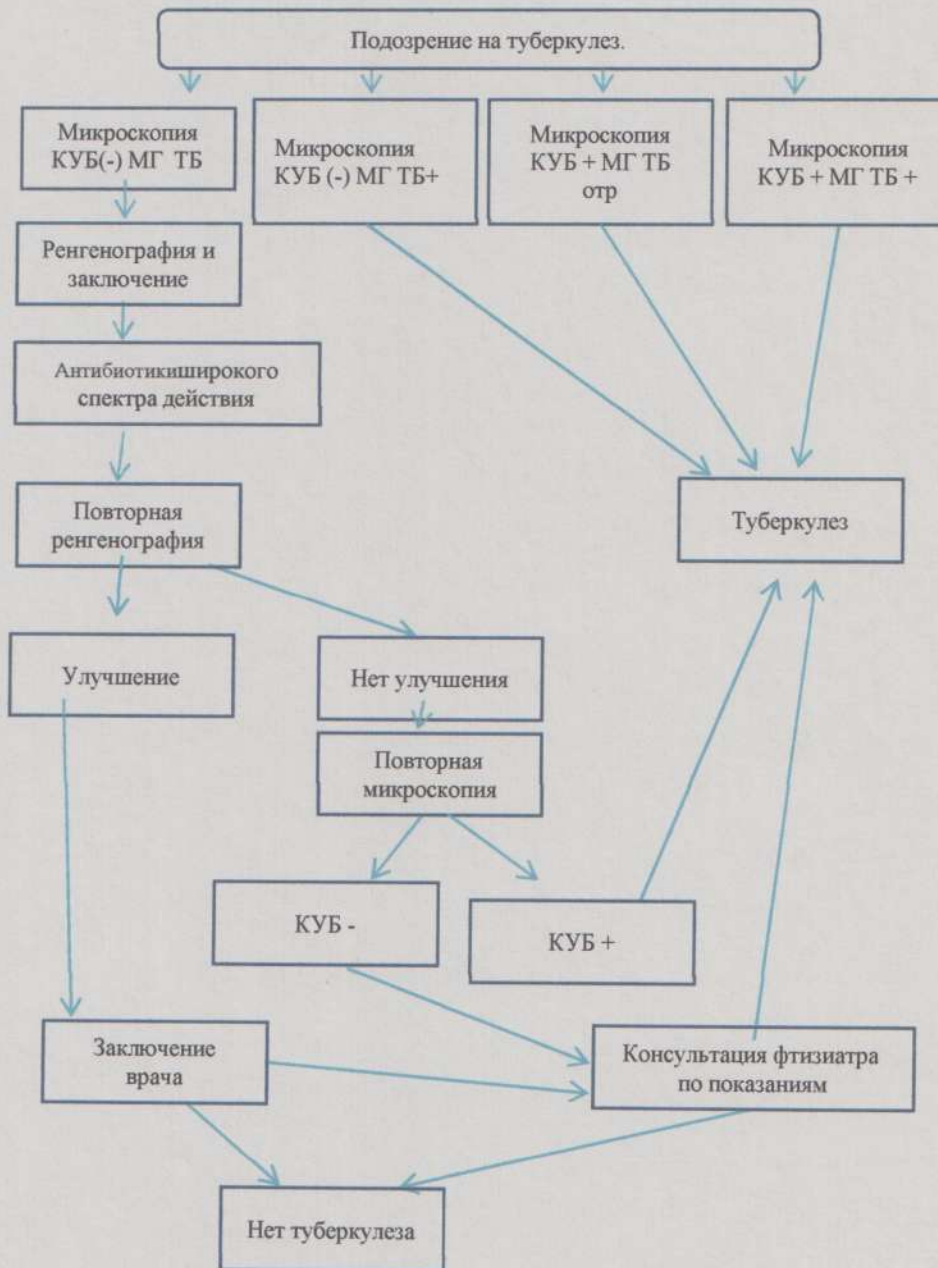 Подозрение на туберкулез.
Микроскопия
КУБ(-) МГ ТБ
Микроскопия
КУБ (-) МГ ТБ+
Микроскопия
КУБ + МГ ТБ
отр
Микроскопия
КУБ + МГ ТБ +
Ренгенография и
заключение
Антибиотикиширокого
спектра действия
Повторная
ренгенография
Туберкулез
Улучшение
Нет улучшения
Повторная
микроскопия
КУБ -
КУБ +
Заключение
врача
Консультация фтизиатра
по показаниям
Нет туберкулеза